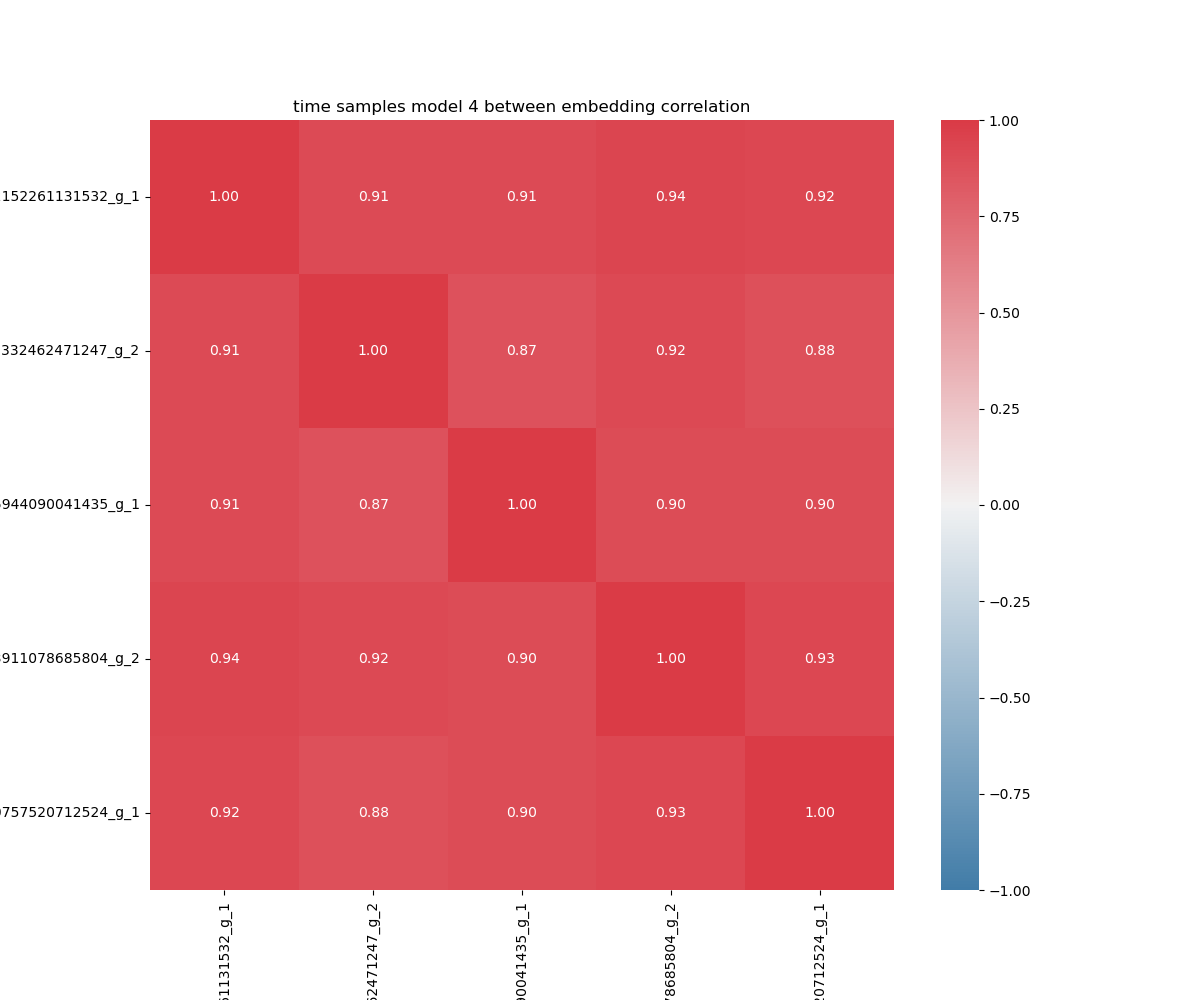 time samples model 4 between embedding correlation
152261131532_g_1
1.00 0.91 0.91 0.94 0.92
332462471247_g_2
0.91 1.00 0.87 0.92 0.88
944090041435_g_1
0.91 0.87 1.00 0.90 0.90
911078685804_g_2
0.94 0.92 0.90 1.00 0.93
757520712524_g_1
0.92 0.88 0.90 0.93 1.00
1.00
0.75
0.50
0.25
0.00
−0.25
−0.50
−0.75
−1.00
61131532_g_1
62471247_g_2
90041435_g_1
78685804_g_2
20712524_g_1